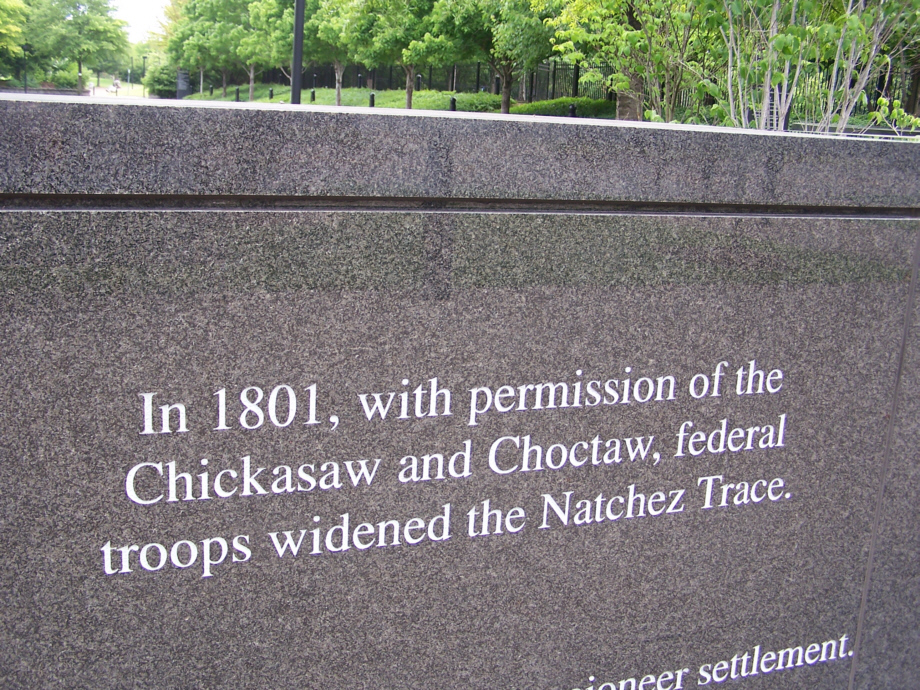 In 1801, with permission of the
Chickasaw and Choctaw, federal
troops widened the Natchez Trace.
settlement.